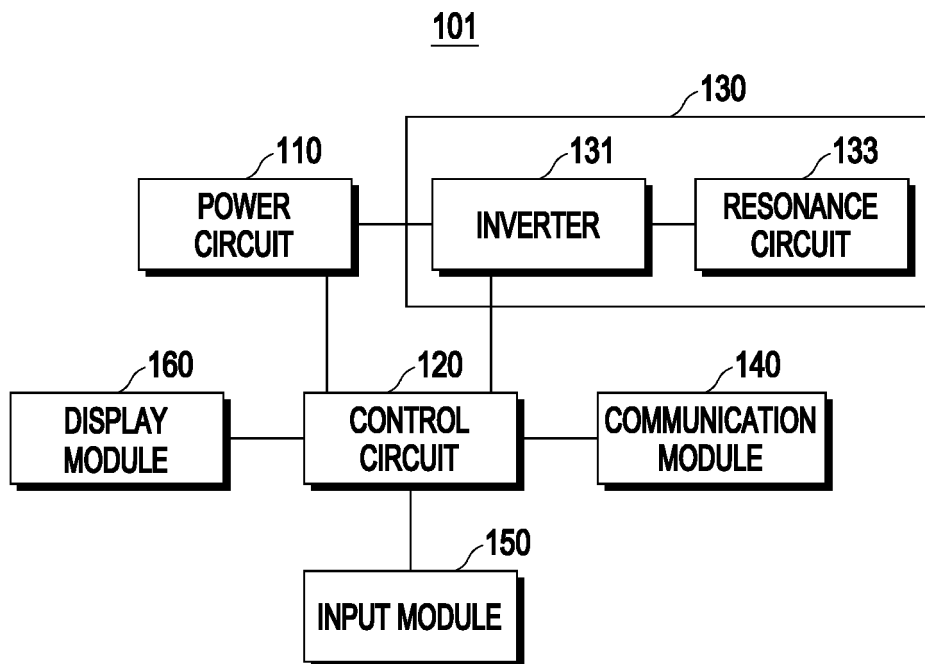 101
130
110
131
133
POWER
CIRCUIT
INVERTER
RESONANCE
CIRCUIT
160
120
140
DISPLAY
MODULE
CONTROL
CIRCUIT
COMMUNICATION
MODULE
150
INPUT MODULE